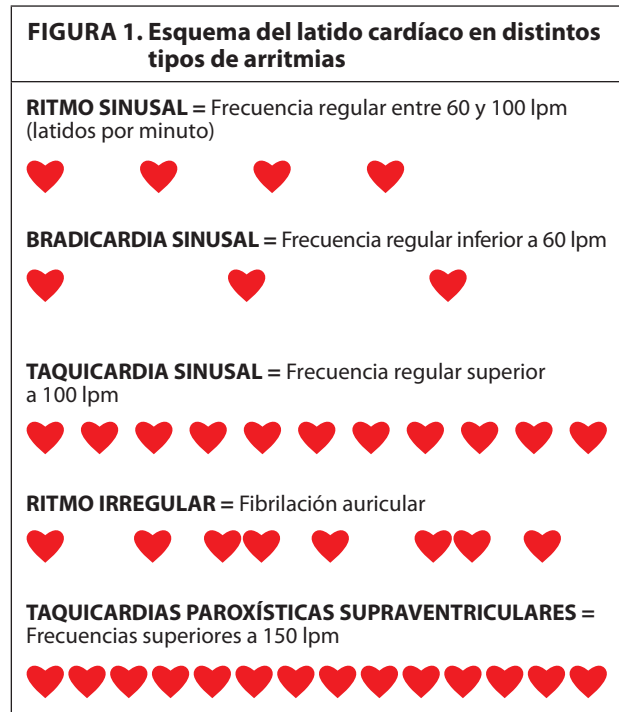 FIGURA 1. Esquema del latido cardíaco en distintos
tipos de arritmias
RITMO SINUSAL = Frecuencia regular entre 60 y 100 lpm
(latidos por minuto)
BRADICARDIA SINUSAL = Frecuencia regular inferior a 60 lpm
TAQUICARDIA SINUSAL = Frecuencia regular superior
a 100 lpm
RITMO IRREGULAR = Fibrilación auricular
TAQUICARDIAS PAROXÍSTICAS SUPRAVENTRICULARES =
Frecuencias superiores a 150 lpm